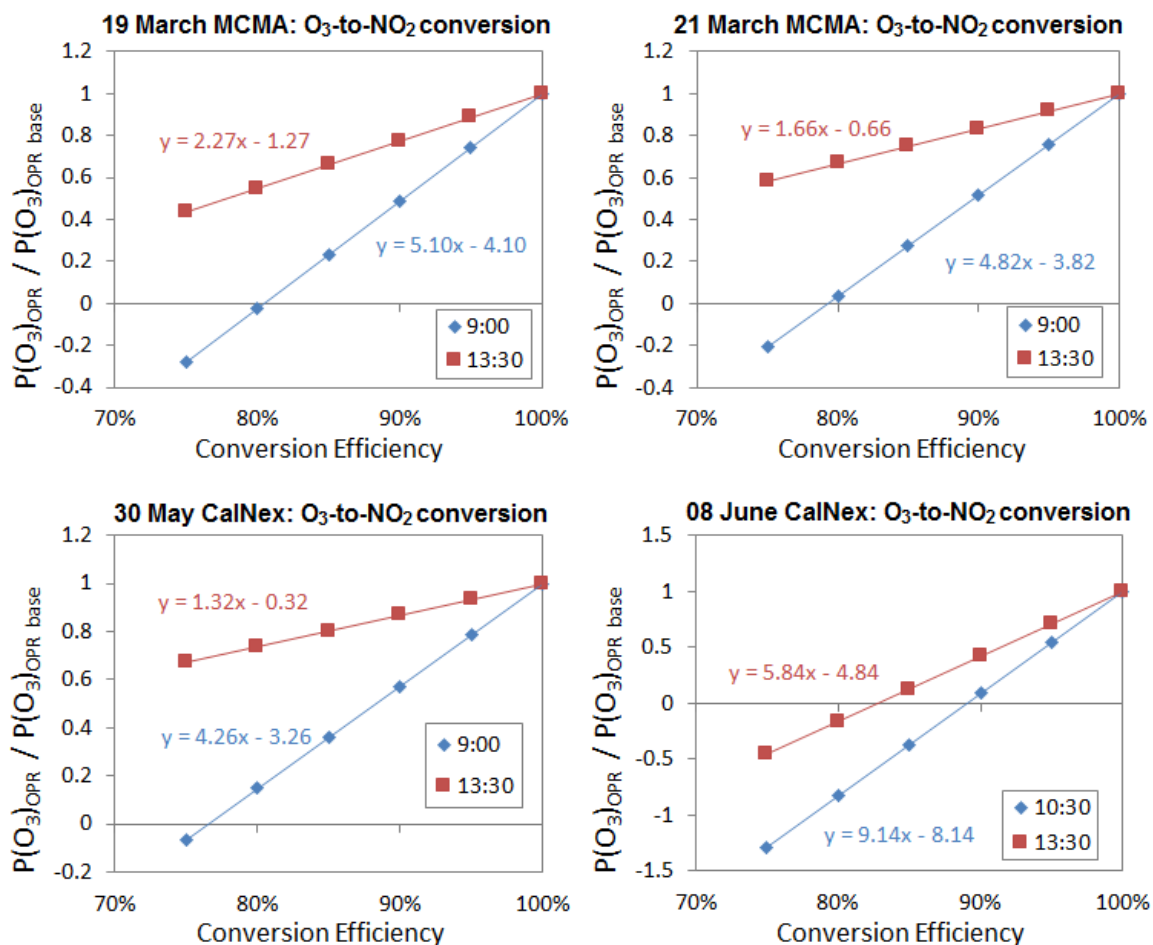 19 March MCMA: O₃-to-NO₂ conversion
P(O₃)OPR / P(O₃)OPR base
1.2
1
0.8
0.6
0.4
0.2
0
-0.2
-0.4
y = 2.27x - 1.27
y = 5.10x - 4.10
9:00
13:30
70% 80% 90% 100%
Conversion Efficiency
21 March MCMA: O₃-to-NO₂ conversion
P(O₃)OPR / P(O₃)OPR base
1.2
1
0.8
0.6
0.4
0.2
0
-0.2
-0.4
y = 1.66x - 0.66
y = 4.82x - 3.82
9:00
13:30
70% 80% 90% 100%
Conversion Efficiency
30 May CalNex: O₃-to-NO₂ conversion
P(O₃)OPR / P(O₃)OPR base
1.2
1
0.8
0.6
0.4
0.2
0
-0.2
y = 1.32x - 0.32
y = 4.26x - 3.26
9:00
13:30
70% 80% 90% 100%
Conversion Efficiency
08 June CalNex: O₃-to-NO₂ conversion
P(O₃)OPR / P(O₃)OPR base
1.5
1
0.5
0
-0.5
-1
-1.5
y = 5.84x - 4.84
y = 9.14x - 8.14
10:30
13:30
70% 80% 90% 100%
Conversion Efficiency